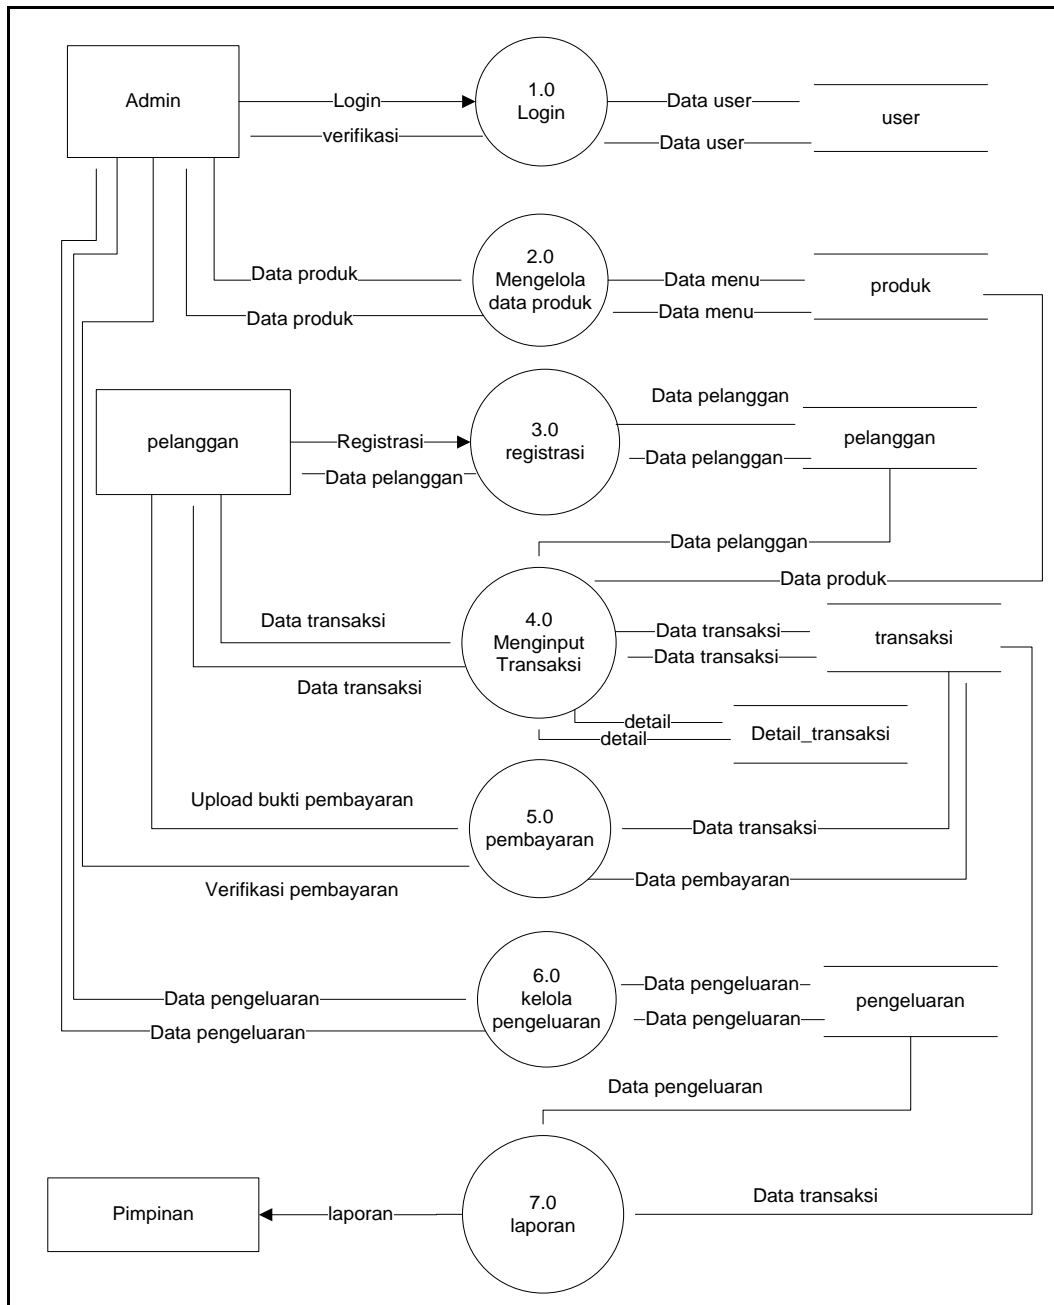 Admin
Login
1.0
Login
Data user
user
verifikasi
Data user
Data produk
2.0
Mengelola
data produk
Data menu
produk
Data produk
Data menu
pelanggan
Registrasi
3.0
registrasi
Data pelanggan
pelanggan
Data pelanggan
Data pelanggan
Data pelanggan
Data produk
Data transaksi
4.0
Menginput
Transaksi
Data transaksi
transaksi
Data transaksi
Data transaksi
detail
detail
Detail_transaksi
Upload bukti pembayaran
5.0
pembayaran
Data transaksi
Verifikasi pembayaran
Data pembayaran
Data pengeluaran
6.0
kelola
pengeluaran
Data pengeluaran
pengeluaran
Data pengeluaran
Data pengeluaran
Data pengeluaran
Pimpinan
laporan
7.0
laporan
Data transaksi